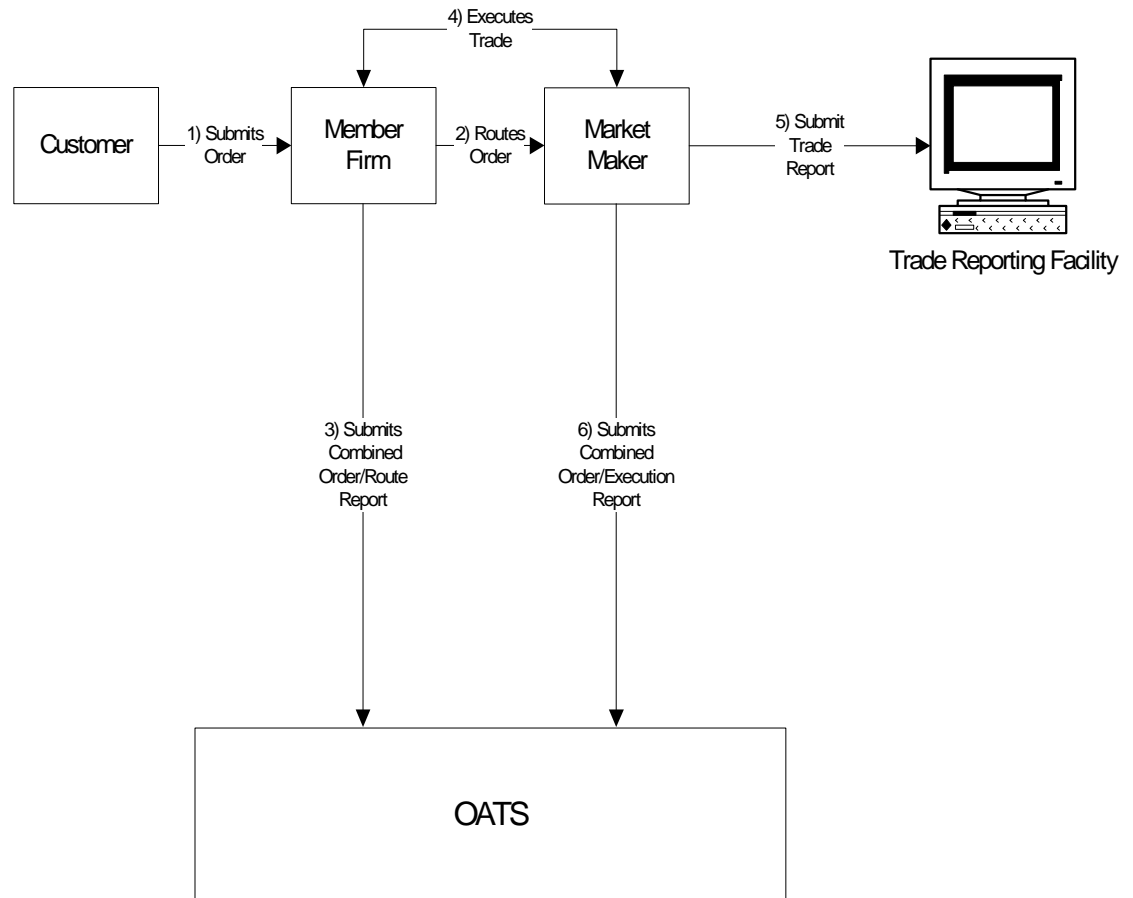 4) Executes
Trade
Customer
1) Submits
Order
Member
Firm
2) Routes
Order
Market
Maker
5) Submit
Trade
Report
Trade Reporting Facility
3) Submits
Combined
Order/Route
Report
6) Submits
Combined
Order/Execution
Report
OATS